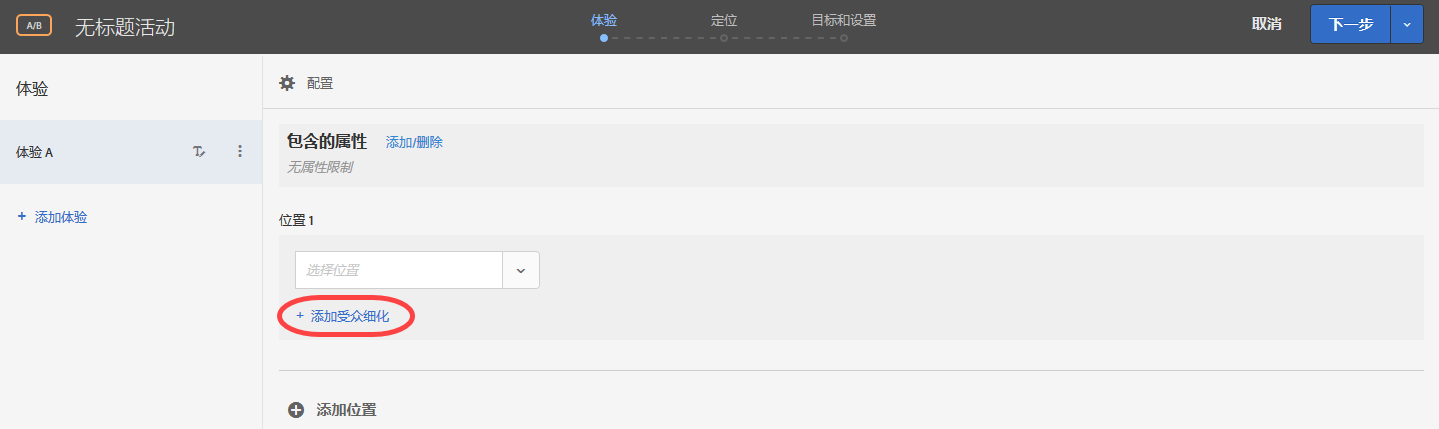 A/B 无标题活动 体验 定位 目标和设置 取消 下一步
体验
配置
包含的属性 添加/删除
体验 A
无属性限制
+ 添加体验
位置 1
选择位置
+ 添加受众细化
添加位置